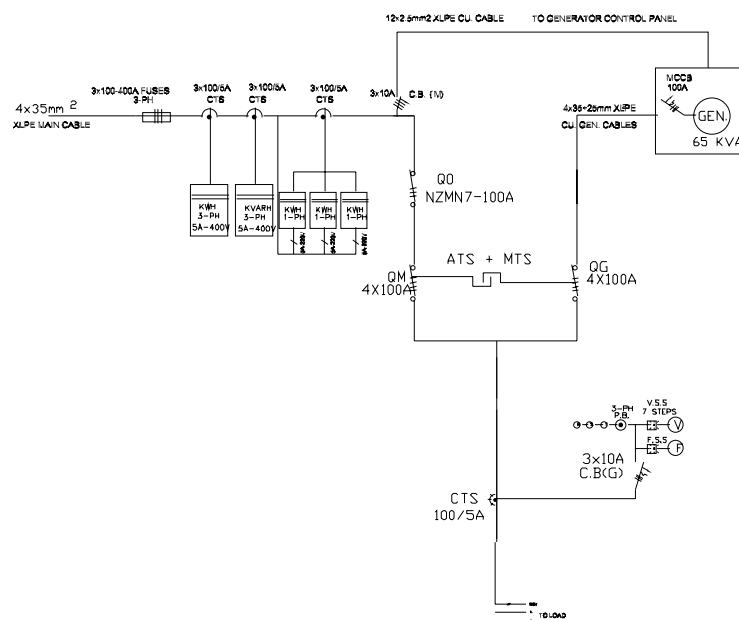 12x2.5mm2 XLPE CU. CABLE TO GENERATOR CONTROL PANEL
3x100-400A FUSES
3-PH
3x100/5A
CTS
3x100/5A
CTS
3x100/5A
CTS
3x10A C.B. (M)
MCCB
100A
GEN.
65 KVA
4x35mm 2
XLPE MAIN CABLE
4x35+25mm XLPE
CU. GEN. CABLES
QO
NZMN7-100A
KWH
3-PH
5A-400V
KVARH
3-PH
5A-400V
KWH
1-PH
KWH
1-PH
KWH
1-PH
ATS + MTS
QM
4X100A
QG
4X100A
3-PH
P.B.
V.S.S
7 STEPS
V
F.S.S
F
3x10A
C.B(G)
CTS
100/5A
TO LOAD